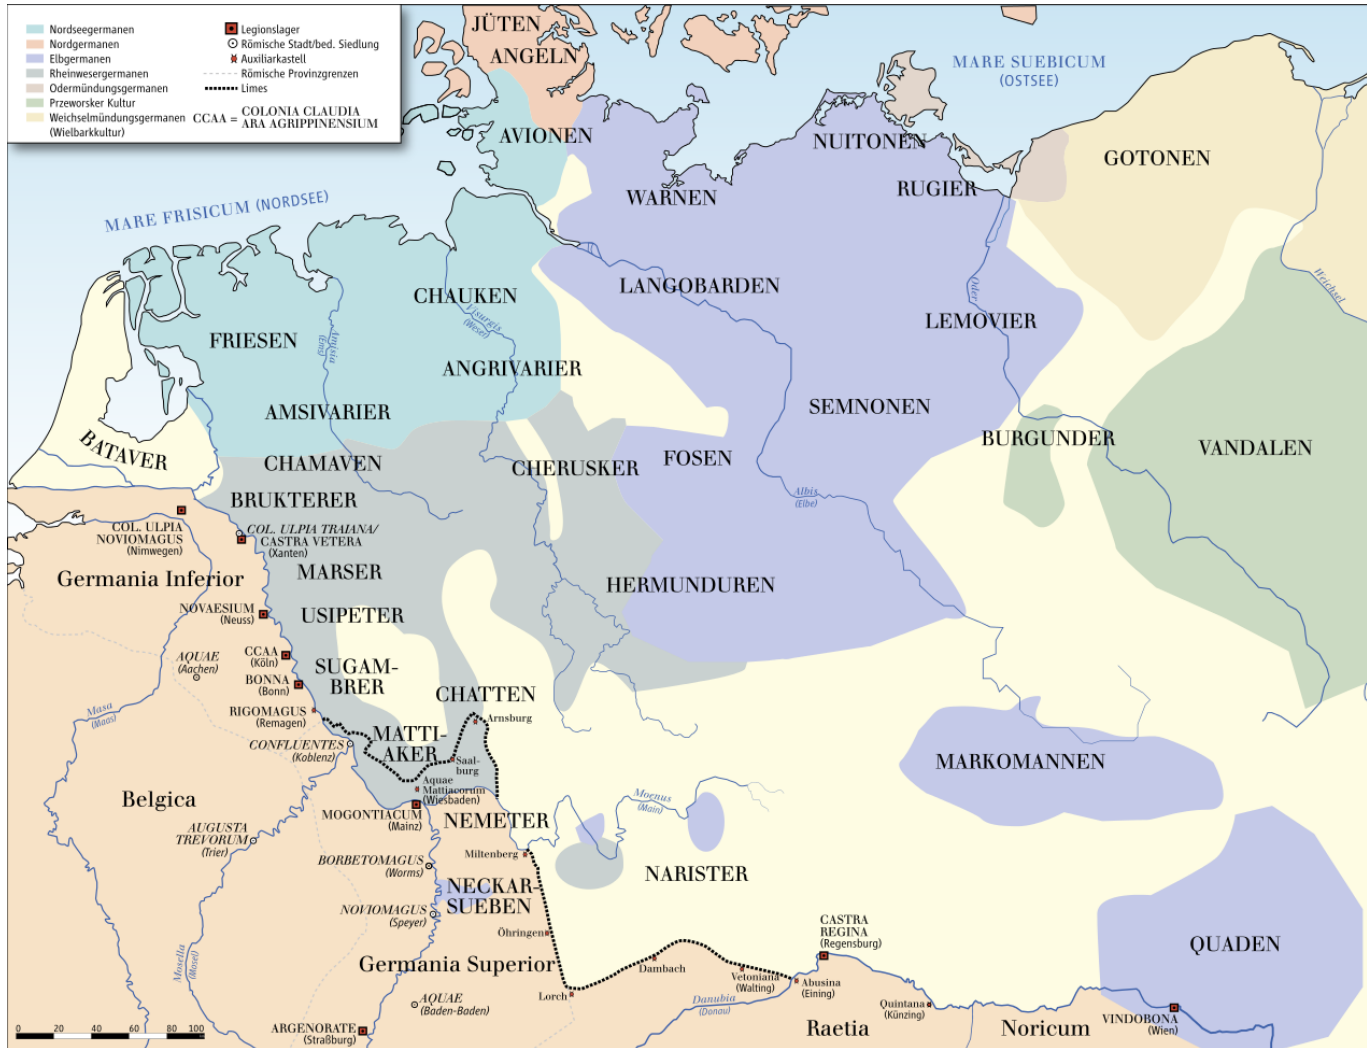 Nordseegermanen
Nordgermanen
Elbgermanen
Rheinwesergermanen
Odermündungsgermanen
Przeworsker Kultur
Weichselmündungsgermanen
(Wielbarkkultur)
Legionslager
Römische Stadt/bed. Siedlung
Auxiliarkastell
Römische Provinzgrenzen
Limes
CCAA = COLONIA CLAUDIA
ARA AGRIPPINENSIUM
JÜTEN
ANGELN
MARE SUEBICUM
(OSTSEE)
AVIONEN
NUITONEN
GOTONEN
WARNEN
RUGIER
MARE FRISICUM (NORDSEE)
LANGOBARDEN
Oder
Weichsel
CHAUKEN
Visurgis
(Weser)
LEMOVIER
FRIESEN
Amisia
(Ems)
ANGRIVARIER
AMSIVARIER
SEMNONEN
BATAVER
BURGUNDER
VANDALEN
CHAMAVEN
CHERUSKER
FOSEN
BRUKTERER
Albis
(Elbe)
COL. ULPIA
NOVIOMAGUS
(Nimwegen)
COL. ULPIA TRAIANA/
CASTRA VETERA
(Xanten)
Germania Inferior
MARSER
HERMUNDUREN
NOVAESIUM
(Neuss)
USIPETER
CCAA
(Köln)
AQUAE
(Aachen)
BONNA
(Bonn)
SUGAM-
BRER
CHATTEN
Masa
(Maas)
RIGOMAGUS
(Remagen)
Arnsburg
CONFLUENTES
(Koblenz)
MATTI-
AKER
Saal-
burg
MARKOMANNEN
Aquae
Mattiacorum
(Wiesbaden)
Belgica
Moenus
(Main)
MOGONTIACUM
(Mainz)
NEMETER
AUGUSTA
TREVORUM
(Trier)
Miltenberg
BORBETOMAGUS
(Worms)
NARISTER
NECKAR-
SUEBEN
NOVIOMAGUS
(Speyer)
CASTRA
REGINA
(Regensburg)
Öhringen
QUADEN
Mosella
(Mosel)
Germania Superior
Dambach
Vetoniana
(Walting)
Abusina
(Eining)
Lorch
AQUAE
(Baden-Baden)
Danubia
(Donau)
Quintana
(Künzing)
ARGENORATE
(Straßburg)
Raetia
Noricum
VINDOBONA
(Wien)
0 20 40 60 80 100